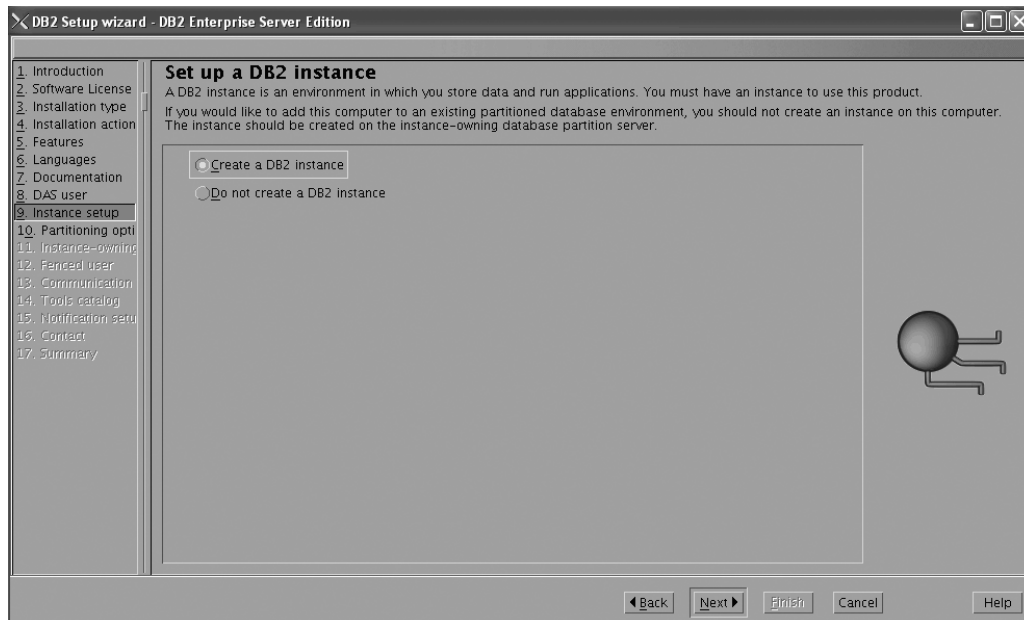 DB2 Setup wizard - DB2 Enterprise Server Edition
1. Introduction
2. Software License
3. Installation type
4. Installation action
5. Features
6. Languages
7. Documentation
8. DAS user
9. Instance setup
10. Partitioning opti
11. Instance-owning
12. Fenced user
13. Communication
14. Tools catalog
15. Notification setu
16. Contact
17. Summary
Set up a DB2 instance
A DB2 instance is an environment in which you store data and run applications. You must have an instance to use this product.
If you would like to add this computer to an existing partitioned database environment, you should not create an instance on this computer.
The instance should be created on the instance-owning database partition server.
Create a DB2 instance
Do not create a DB2 instance
Back Next Finish Cancel Help